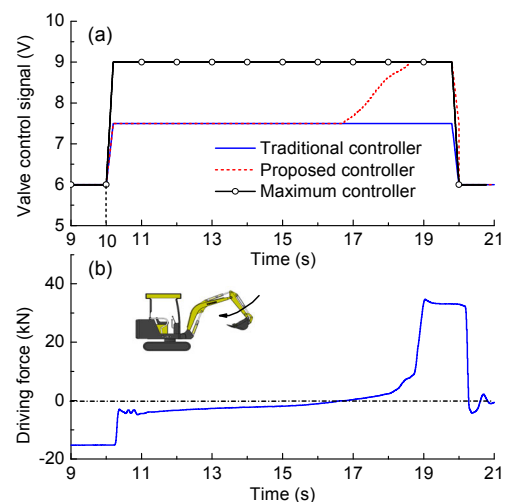 (a)
Valve control signal (V)
10
9
8
7
6
5
Traditional controller
Proposed controller
Maximum controller
9 10 11 13 15 17 19 21
Time (s)
(b)
Driving force (kN)
60
40
20
0
-20
9 11 13 15 17 19 21
Time (s)